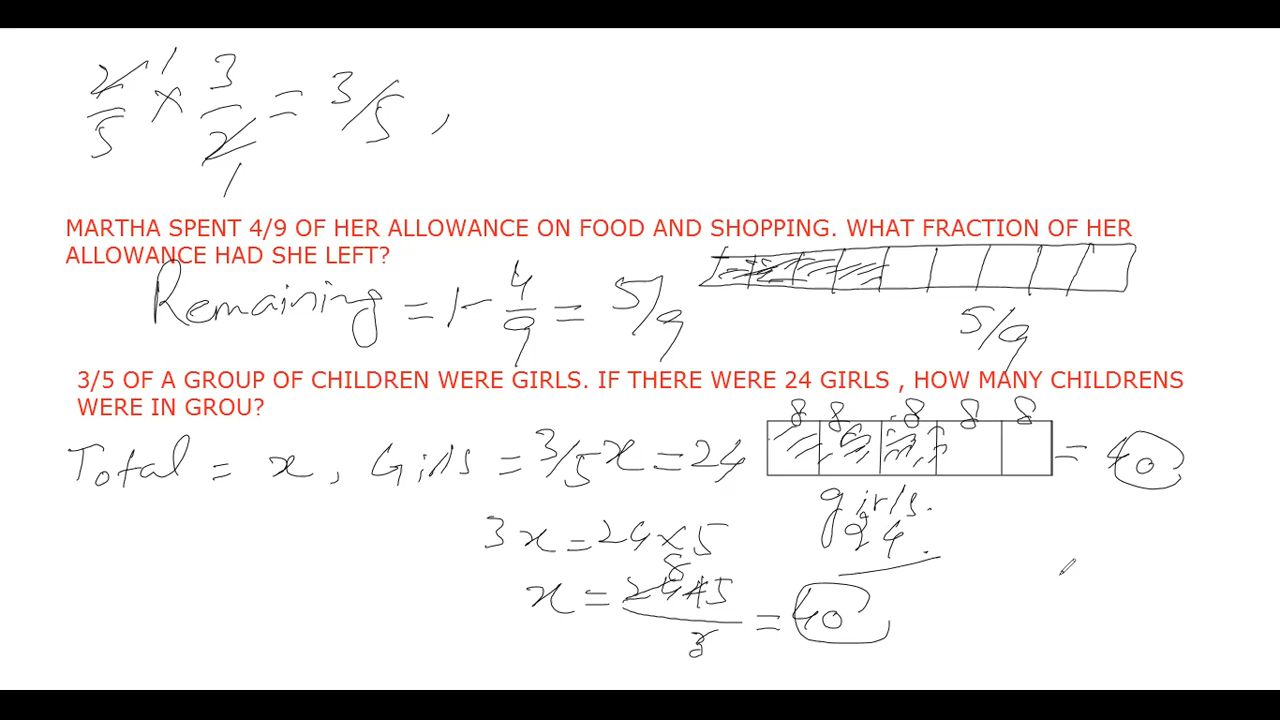 2/5 × 3/2 = 3/5,
1
1
MARTHA SPENT 4/9 OF HER ALLOWANCE ON FOOD AND SHOPPING. WHAT FRACTION OF HER
ALLOWANCE HAD SHE LEFT?
Remaining = 1 - 4/9 = 5/9
5/9
3/5 OF A GROUP OF CHILDREN WERE GIRLS. IF THERE WERE 24 GIRLS , HOW MANY CHILDRENS
WERE IN GROU?
8 8 8 8 8
Total = x, Girls = 3/5 x = 24
= 40
girls.
24
3x = 24 × 5
8
x = 24×5/3 = 40